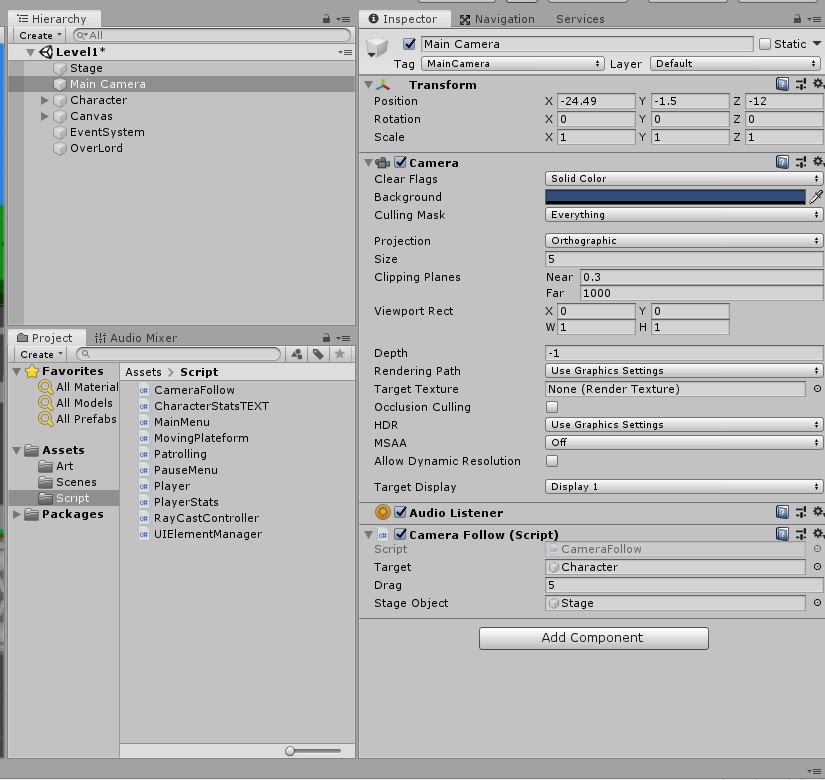 Hierarchy
Create
All
Level1*
Stage
Main Camera
Character
Canvas
EventSystem
OverLord
Project
Audio Mixer
Create
Favorites
All Material
All Models
All Prefabs
Assets
Art
Scenes
Script
Packages
Assets > Script
CameraFollow
CharacterStatsTEXT
MainMenu
MovingPlateform
Patrolling
PauseMenu
Player
PlayerStats
RayCastController
UIElementManager
Inspector
Navigation
Services
Main Camera
Static
Tag MainCamera Layer Default
Transform
Position X -24.49 Y -1.5 Z -12
Rotation X 0 Y 0 Z 0
Scale X 1 Y 1 Z 1
Camera
Clear Flags Solid Color
Background
Culling Mask Everything
Projection Orthographic
Size 5
Clipping Planes Near 0.3
Far 1000
Viewport Rect X 0 Y 0
W 1 H 1
Depth -1
Rendering Path Use Graphics Settings
Target Texture None (Render Texture)
Occlusion Culling
HDR Use Graphics Settings
MSAA Off
Allow Dynamic Resolution
Target Display Display 1
Audio Listener
Camera Follow (Script)
Script CameraFollow
Target Character
Drag 5
Stage Object Stage
Add Component